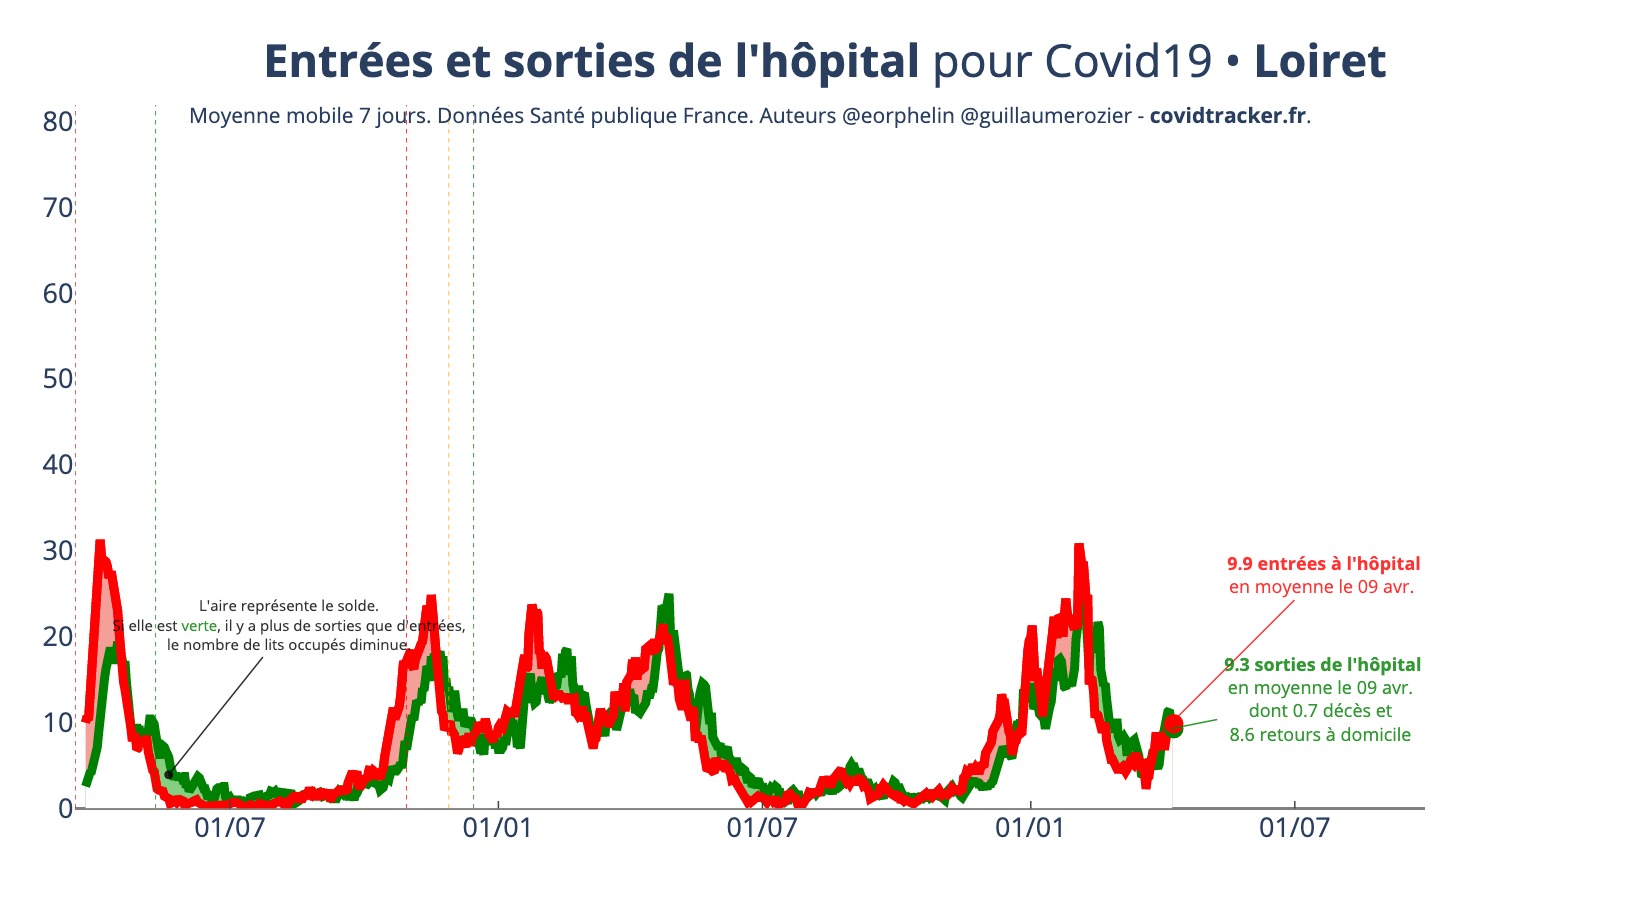 Entrées et sorties de l'hôpital pour Covid19 • Loiret
Moyenne mobile 7 jours. Données Santé publique France. Auteurs @eorphelin @guillaumerozier - covidtracker.fr.
80
70
60
50
40
30
20
10
0
L'aire représente le solde.
Si elle est verte, il y a plus de sorties que d'entrées,
le nombre de lits occupés diminue.
9.9 entrées à l'hôpital
en moyenne le 09 avr.
9.3 sorties de l'hôpital
en moyenne le 09 avr.
dont 0.7 décès et
8.6 retours à domicile
01/07
01/01
01/07
01/01
01/07